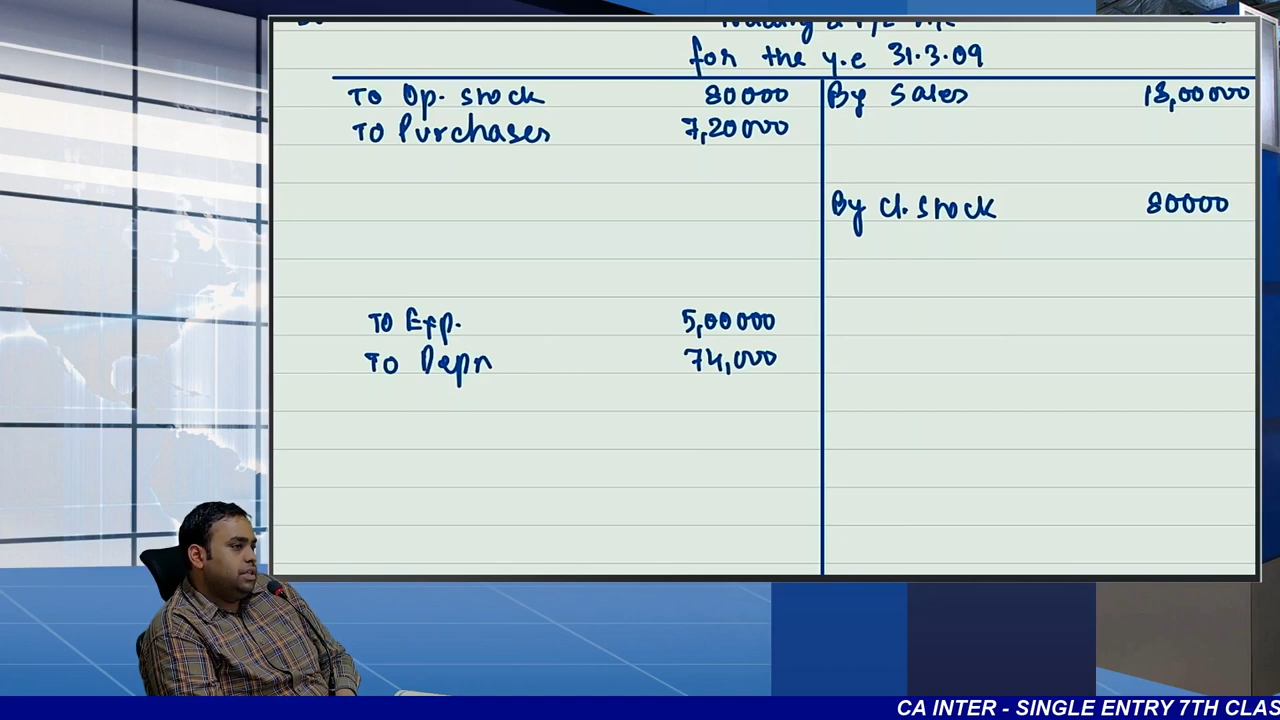 for the y.e 31.3.09
To Op. Stock 80000 By Sales 18,00000
To Purchases 7,20000
By Cl. Stock 80000
To Exp. 5,00000
To Depn 74,000
CA INTER - SINGLE ENTRY 7TH CLAS